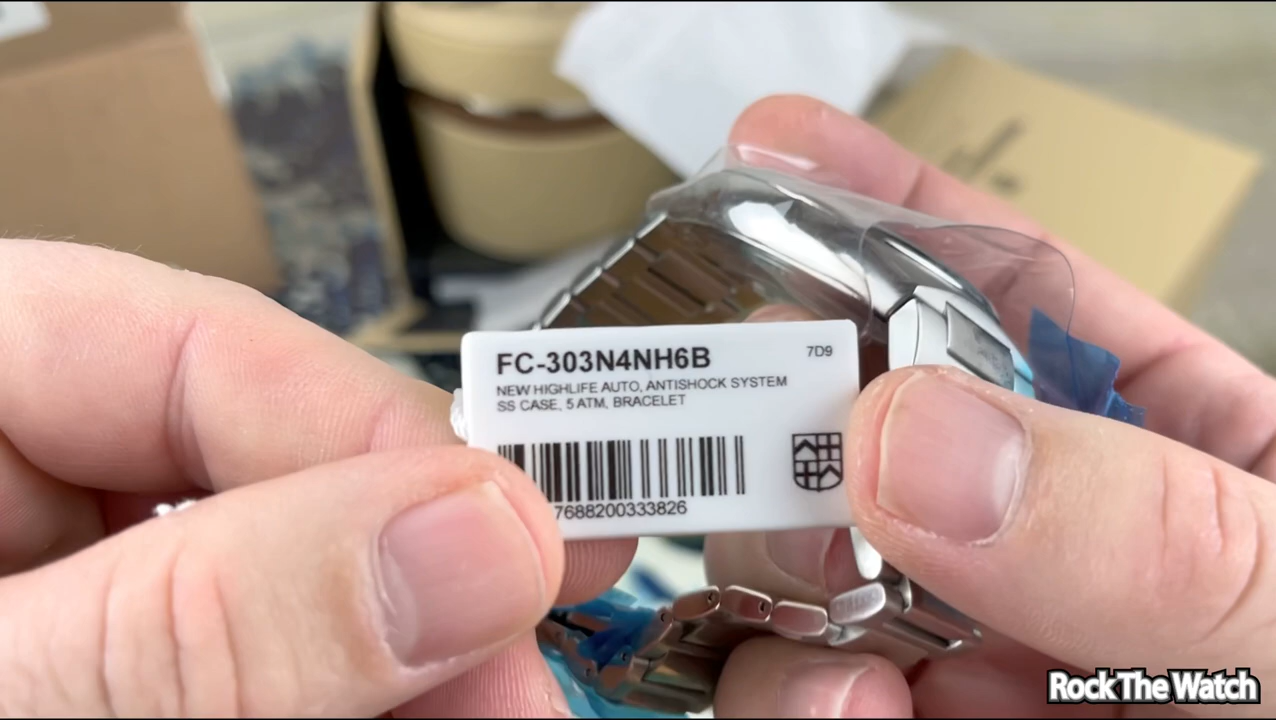 FC-303N4NH6B
7D9
NEW HIGHLIFE AUTO, ANTISHOCK SYSTEM
SS CASE, 5 ATM, BRACELET
7688200333826
RockTheWatch